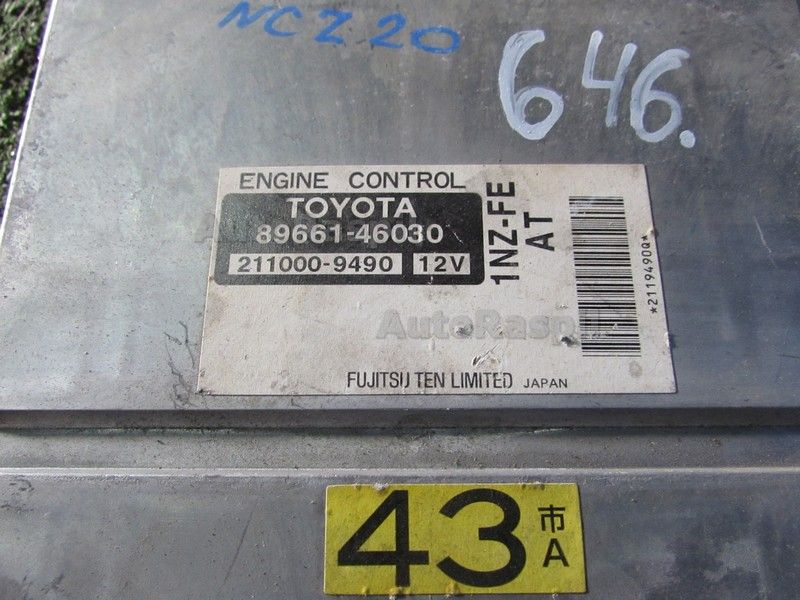 NCZ20
646.
ENGINE CONTROL
TOYOTA
89661-46030
211000-9490 12V
1NZ-FE
AT
*2119490Q*
FUJITSU TEN LIMITED JAPAN
43 市
A